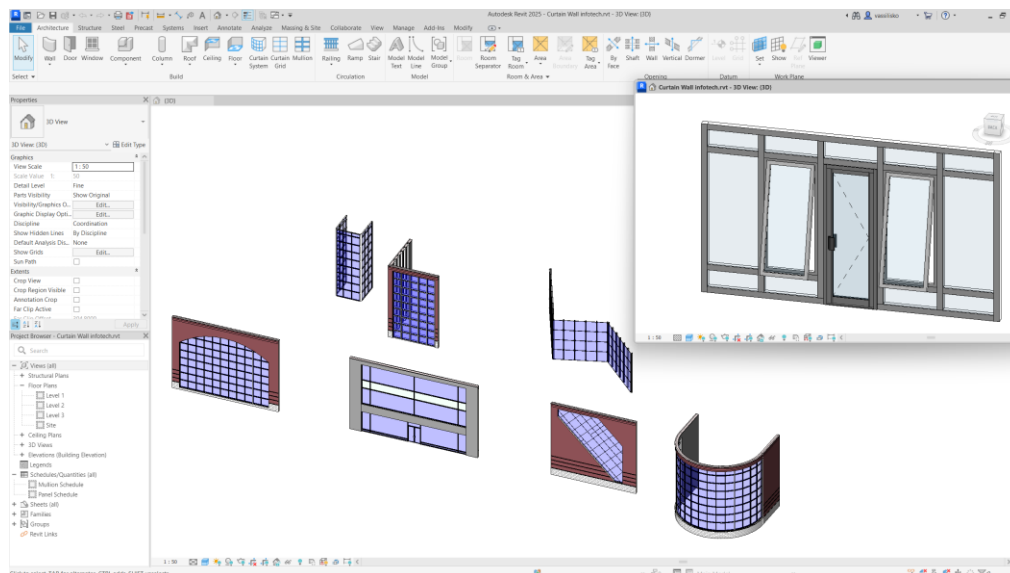 Autodesk Revit 2025 - Curtain Wall infotech.rvt - 3D View: {3D}
vassileko
File Architecture Structure Steel Precast Systems Insert Annotate Analyze Massing & Site Collaborate View Manage Add-Ins Modify
Modify Wall Door Window Component Column Roof Ceiling Floor Curtain System Curtain Grid Mullion Railing Ramp Stair Model Text Model Line Model Group Room Room Separator Tag Room Area Area Boundary Tag Area By Face Shaft Wall Vertical Dormer Level Grid Set Show Ref Plane Viewer
Select Build Circulation Model Room & Area Opening Datum Work Plane
Properties
{3D}
3D View
3D View: {3D}
Edit Type
Graphics
View Scale 1 : 50
Scale Value 1: 50
Detail Level Fine
Parts Visibility Show Original
Visibility/Graphics O... Edit...
Graphic Display Opti... Edit...
Discipline Coordination
Show Hidden Lines By Discipline
Default Analysis Dis... None
Show Grids Edit...
Sun Path
Extents
Crop View
Crop Region Visible
Annotation Crop
Far Clip Active
Apply
Project Browser - Curtain Wall infotech.rvt
Search
Views (all)
Structural Plans
Floor Plans
Level 1
Level 2
Level 3
Site
Ceiling Plans
3D Views
Elevations (Building Elevation)
Legends
Schedules/Quantities (all)
Mullion Schedule
Panel Schedule
Sheets (all)
Families
Groups
Revit Links
Curtain Wall infotech.rvt - 3D View: {3D}
1 : 50
1 : 50